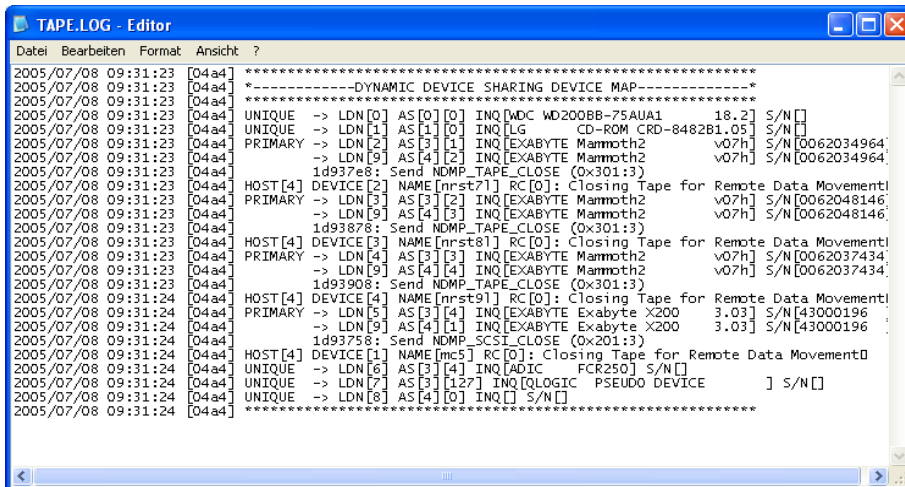 TAPE.LOG - Editor
Datei Bearbeiten Format Ansicht ?
2005/07/08 09:31:23 [04a4] ************************************************************
2005/07/08 09:31:23 [04a4] *------------DYNAMIC DEVICE SHARING DEVICE MAP-------------*
2005/07/08 09:31:23 [04a4] ************************************************************
2005/07/08 09:31:23 [04a4] UNIQUE -> LDN[0] AS[0][0] INQ[WDC WD200BB-75AUA1 18.2] S/N[]
2005/07/08 09:31:23 [04a4] UNIQUE -> LDN[1] AS[1][0] INQ[LG CD-ROM CRD-8482B1.05] S/N[]
2005/07/08 09:31:23 [04a4] PRIMARY -> LDN[2] AS[3][1] INQ[EXABYTE Mammoth2 v07h] S/N[0062034964]
2005/07/08 09:31:23 [04a4] -> LDN[9] AS[4][2] INQ[EXABYTE Mammoth2 v07h] S/N[0062034964]
2005/07/08 09:31:23 [04a4] 1d937e8: Send NDMP_TAPE_CLOSE (0x301:3)
2005/07/08 09:31:23 [04a4] HOST[4] DEVICE[2] NAME[nrst7l] RC[0]: Closing Tape for Remote Data Movement
2005/07/08 09:31:23 [04a4] PRIMARY -> LDN[3] AS[3][2] INQ[EXABYTE Mammoth2 v07h] S/N[0062048146]
2005/07/08 09:31:23 [04a4] -> LDN[9] AS[4][3] INQ[EXABYTE Mammoth2 v07h] S/N[0062048146]
2005/07/08 09:31:23 [04a4] 1d93878: Send NDMP_TAPE_CLOSE (0x301:3)
2005/07/08 09:31:23 [04a4] HOST[4] DEVICE[3] NAME[nrst8l] RC[0]: Closing Tape for Remote Data Movement
2005/07/08 09:31:23 [04a4] PRIMARY -> LDN[4] AS[3][3] INQ[EXABYTE Mammoth2 v07h] S/N[0062037434]
2005/07/08 09:31:23 [04a4] -> LDN[9] AS[4][4] INQ[EXABYTE Mammoth2 v07h] S/N[0062037434]
2005/07/08 09:31:23 [04a4] 1d93908: Send NDMP_TAPE_CLOSE (0x301:3)
2005/07/08 09:31:24 [04a4] HOST[4] DEVICE[4] NAME[nrst9l] RC[0]: Closing Tape for Remote Data Movement
2005/07/08 09:31:24 [04a4] PRIMARY -> LDN[5] AS[3][4] INQ[EXABYTE Exabyte X200 3.03] S/N[43000196 ]
2005/07/08 09:31:24 [04a4] -> LDN[9] AS[4][1] INQ[EXABYTE Exabyte X200 3.03] S/N[43000196 ]
2005/07/08 09:31:24 [04a4] 1d93758: Send NDMP_SCSI_CLOSE (0x201:3)
2005/07/08 09:31:24 [04a4] HOST[4] DEVICE[1] NAME[mc5] RC[0]: Closing Tape for Remote Data Movement
2005/07/08 09:31:24 [04a4] UNIQUE -> LDN[6] AS[3][4] INQ[ADIC FCR250] S/N[]
2005/07/08 09:31:24 [04a4] UNIQUE -> LDN[7] AS[3][127] INQ[QLOGIC PSEUDO DEVICE ] S/N[]
2005/07/08 09:31:24 [04a4] UNIQUE -> LDN[8] AS[4][0] INQ[] S/N[]
2005/07/08 09:31:24 [04a4] ************************************************************